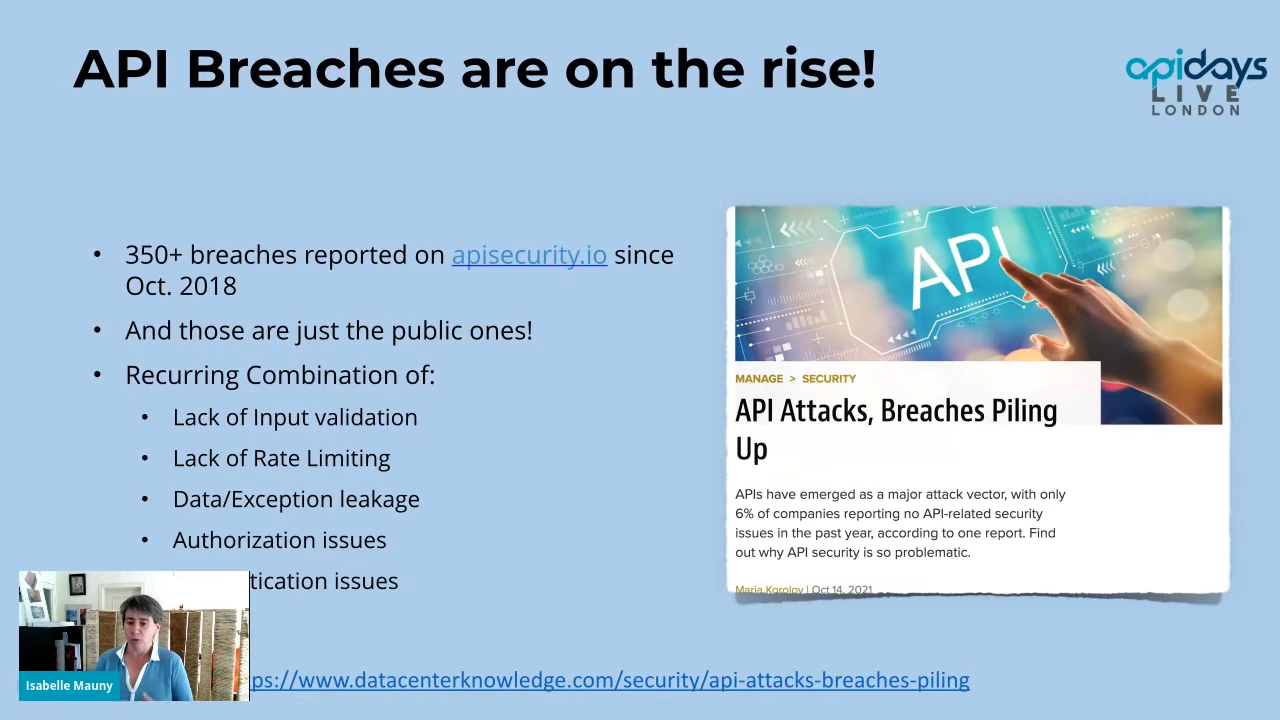 API Breaches are on the rise!
apidays
LIVE
LONDON
• 350+ breaches reported on apisecurity.io since
Oct. 2018
• And those are just the public ones!
• Recurring Combination of:
• Lack of Input validation
• Lack of Rate Limiting
• Data/Exception leakage
• Authorization issues
tication issues
API
MANAGE > SECURITY
API Attacks, Breaches Piling
Up
APIs have emerged as a major attack vector, with only
6% of companies reporting no API-related security
issues in the past year, according to one report. Find
out why API security is so problematic.
Maria Korolov | Oct 14, 2021
Isabelle Mauny
ps://www.datacenterknowledge.com/security/api-attacks-breaches-piling